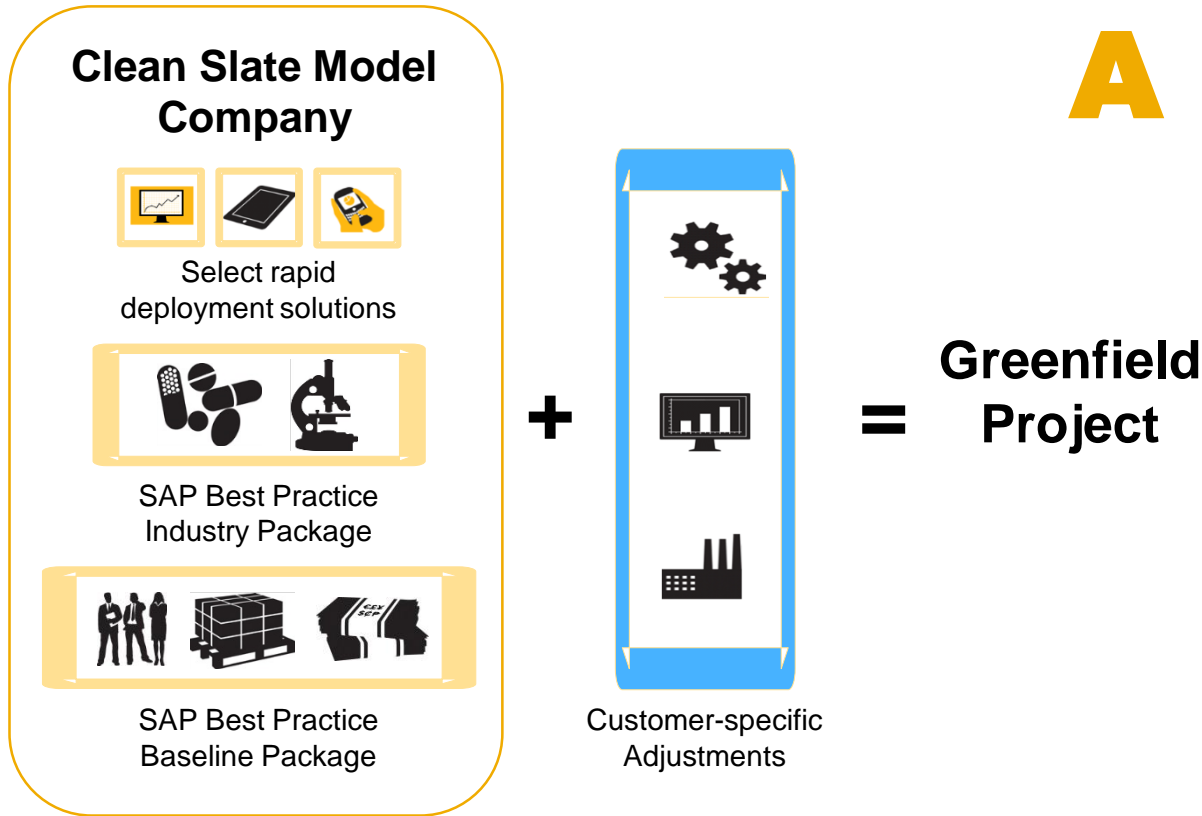 Clean Slate Model
Company
A
Select rapid
deployment solutions
SAP Best Practice
Industry Package
+
=
Greenfield
Project
SAP Best Practice
Baseline Package
Customer-specific
Adjustments